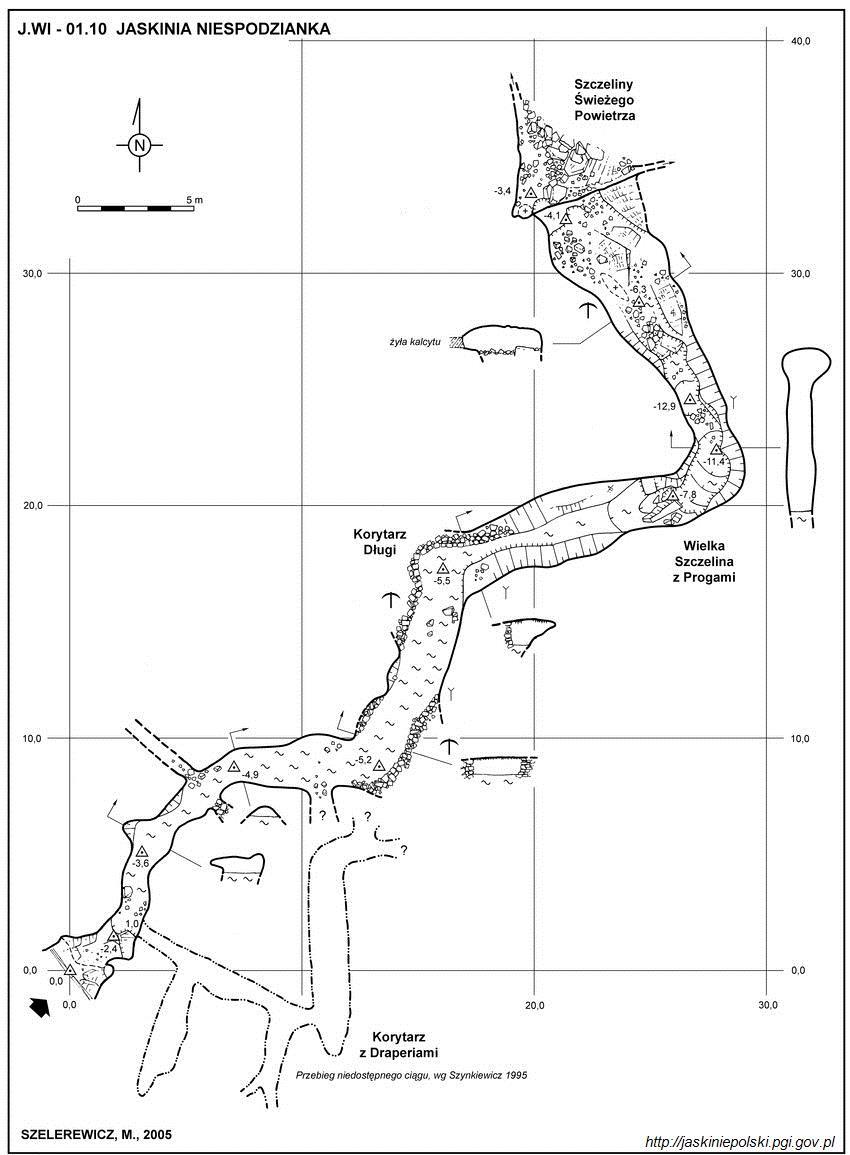 J.WI - 01.10 JASKINIA NIESPODZIANKA
40,0
Szczeliny
Świeżego
Powietrza
N
0
5 m
-3,4
-4,1
30,0
30,0
-6,3
żyła kalcytu
-12,9
-11,4
-7,8
20,0
20,0
Korytarz
Długi
Wielka
Szczelina
z Progami
-5,5
10,0
10,0
-5,2
-4,9
?
?
?
-3,6
1,0
-2,4
0,0
0,0
0,0
0,0
20,0
30,0
Korytarz
z Draperiami
Przebieg niedostępnego ciągu, wg Szynkiewicz 1995
SZELEREWICZ, M., 2005
http://jaskiniepolski.pgi.gov.pl